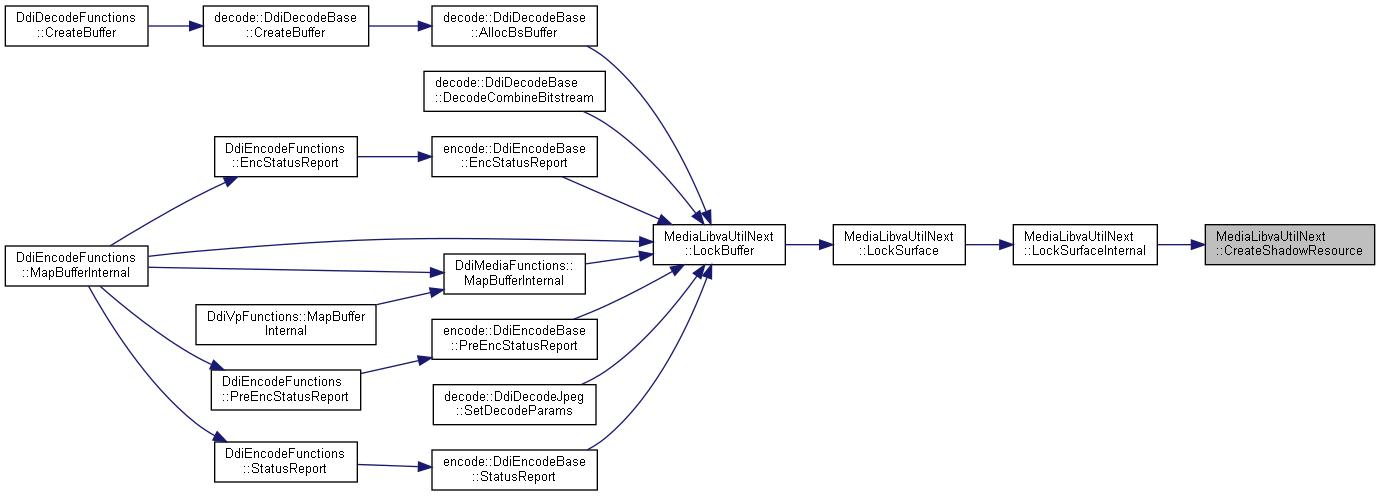 DdiDecodeFunctions
::CreateBuffer
decode::DdiDecodeBase
::CreateBuffer
decode::DdiDecodeBase
::AllocBsBuffer
decode::DdiDecodeBase
::DecodeCombineBitstream
DdiEncodeFunctions
::EncStatusReport
encode::DdiEncodeBase
::EncStatusReport
MediaLibvaUtilNext
::LockBuffer
MediaLibvaUtilNext
::LockSurface
MediaLibvaUtilNext
::LockSurfaceInternal
MediaLibvaUtilNext
::CreateShadowResource
DdiEncodeFunctions
::MapBufferInternal
DdiMediaFunctions::
MapBufferInternal
DdiVpFunctions::MapBuffer
Internal
encode::DdiEncodeBase
::PreEncStatusReport
DdiEncodeFunctions
::PreEncStatusReport
decode::DdiDecodeJpeg
::SetDecodeParams
DdiEncodeFunctions
::StatusReport
encode::DdiEncodeBase
::StatusReport